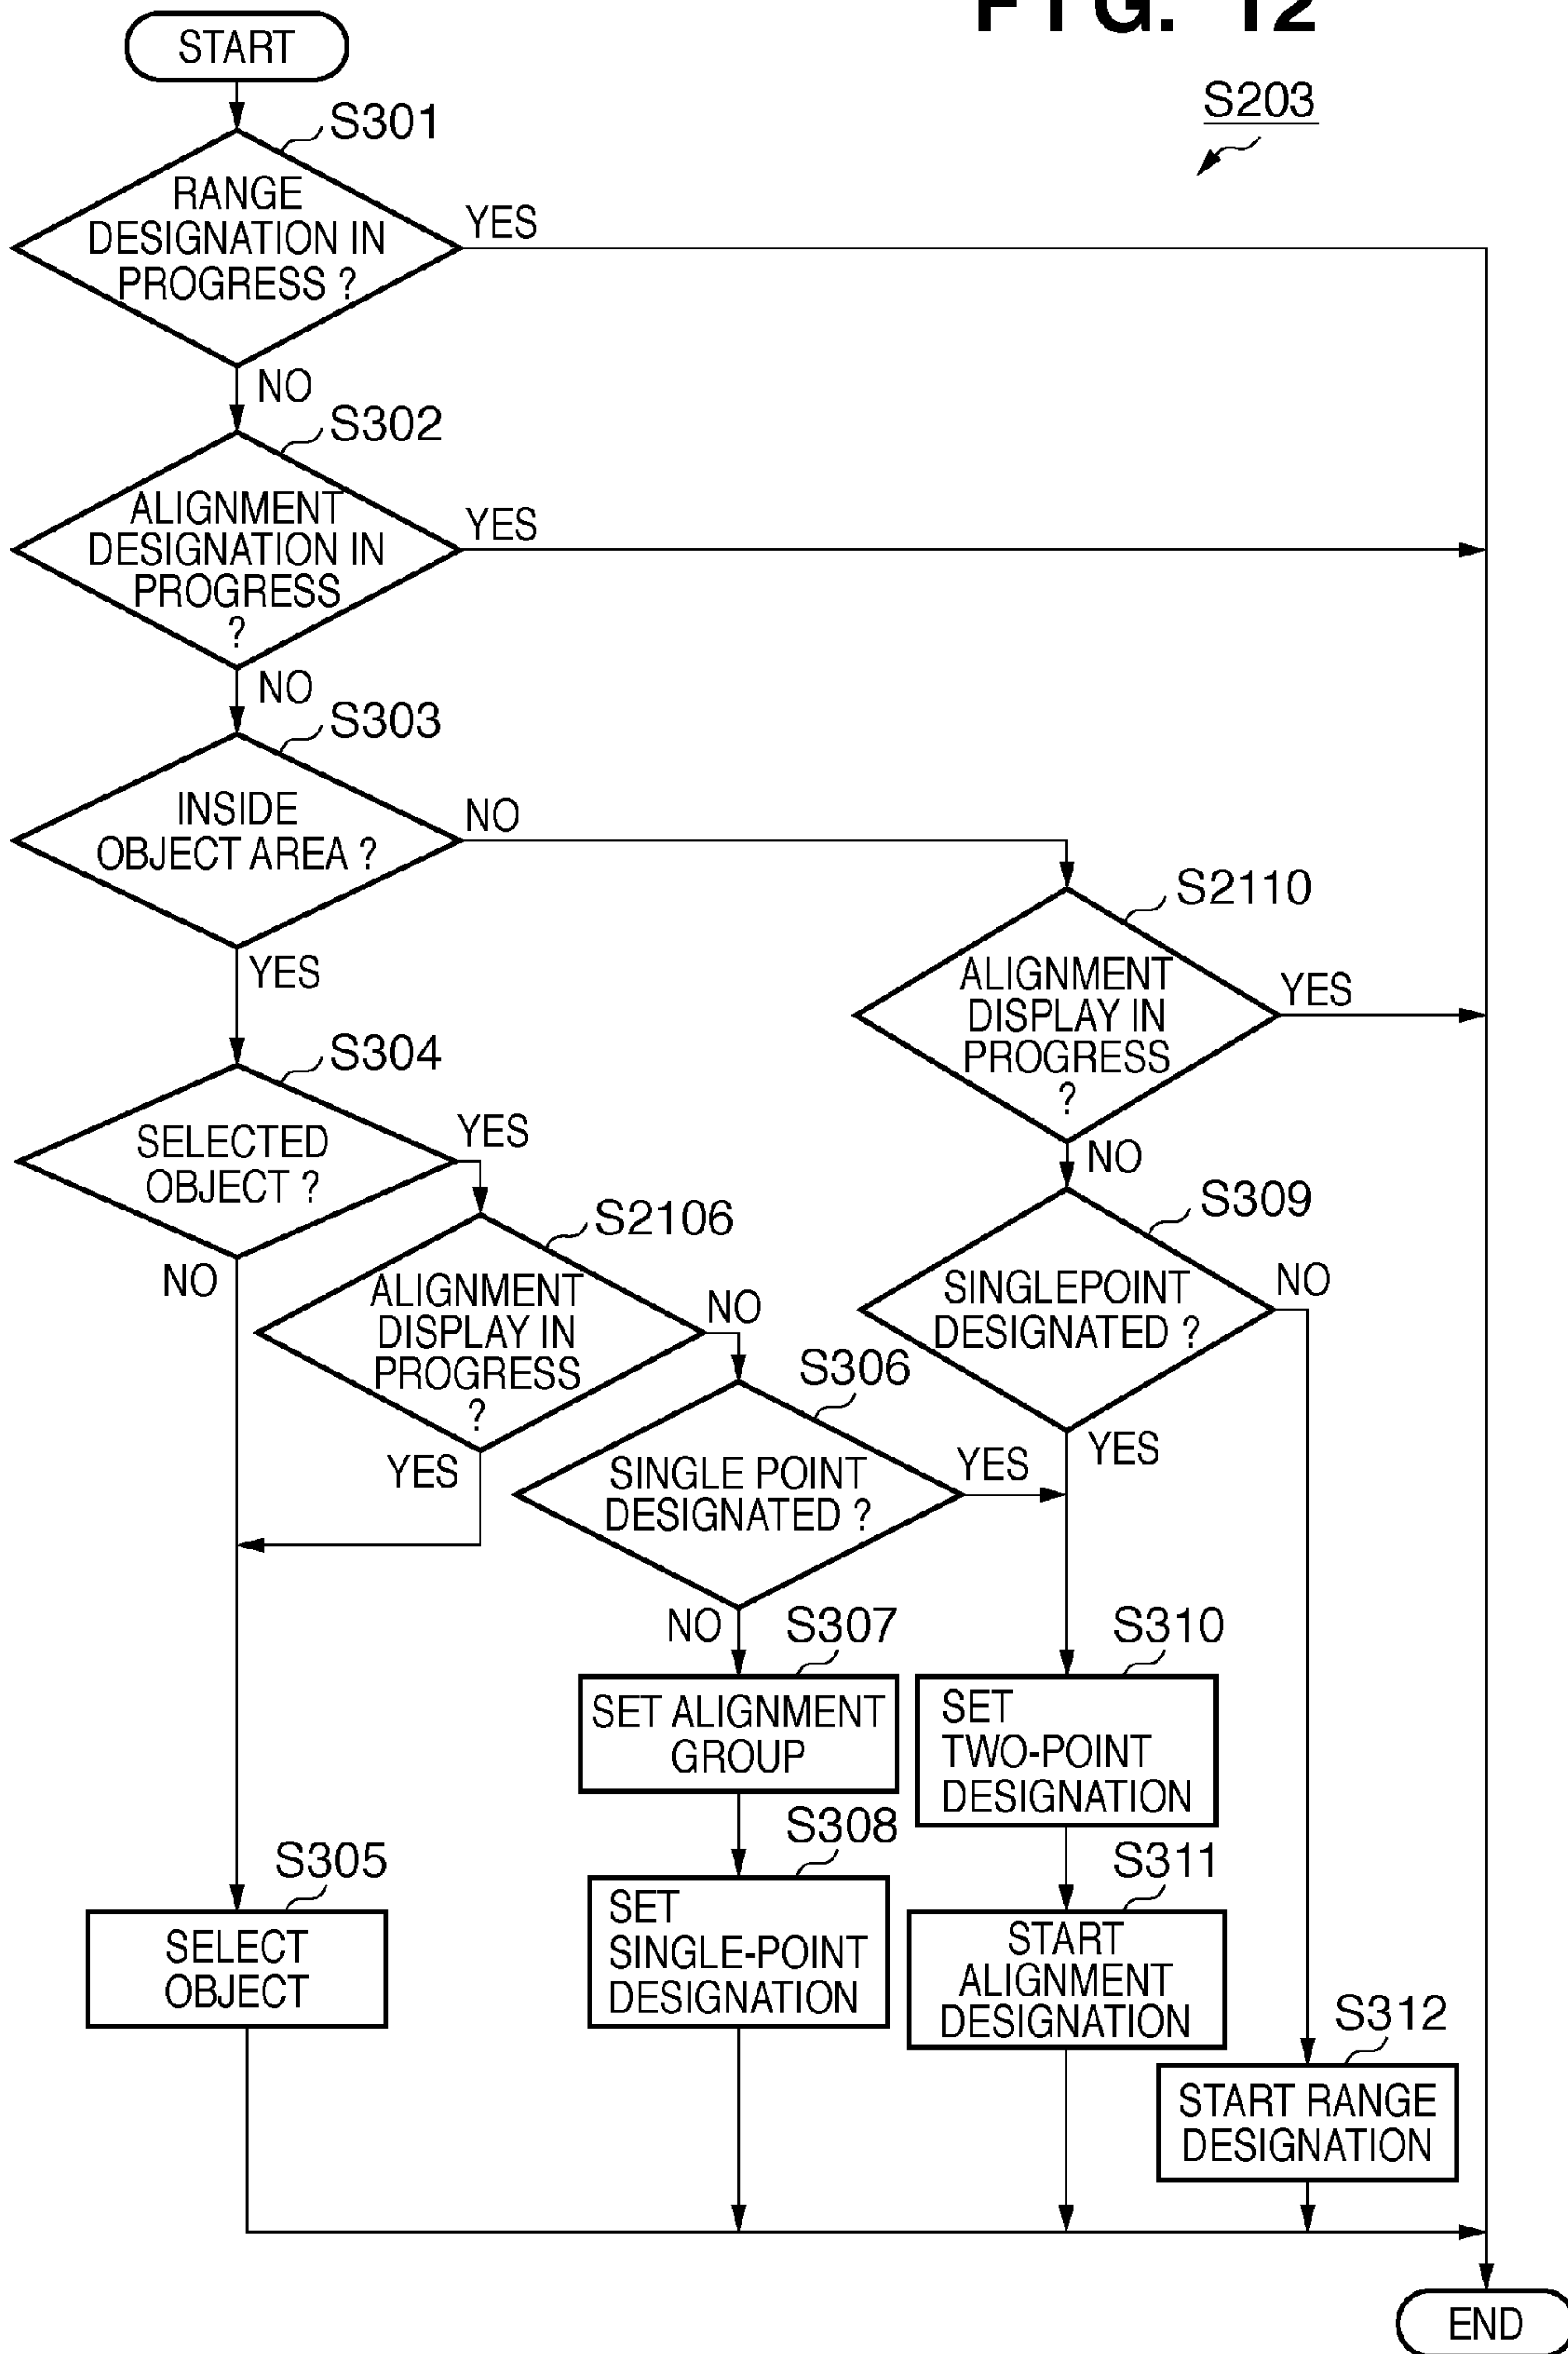 FIG. 12
S203
START
S301
RANGE
DESIGNATION IN
PROGRESS ?
YES
NO
S302
ALIGNMENT
DESIGNATION IN
PROGRESS
?
YES
NO
S303
INSIDE
OBJECT AREA ?
NO
YES
S2110
ALIGNMENT
DISPLAY IN
PROGRESS
?
YES
NO
S304
SELECTED
OBJECT ?
YES
NO
S2106
ALIGNMENT
DISPLAY IN
PROGRESS
?
NO
YES
S309
SINGLEPOINT
DESIGNATED ?
NO
YES
S306
SINGLE POINT
DESIGNATED ?
YES
NO
S307
SET ALIGNMENT
GROUP
S310
SET
TWO-POINT
DESIGNATION
S308
SET
SINGLE-POINT
DESIGNATION
S311
START
ALIGNMENT
DESIGNATION
S305
SELECT
OBJECT
S312
START RANGE
DESIGNATION
END